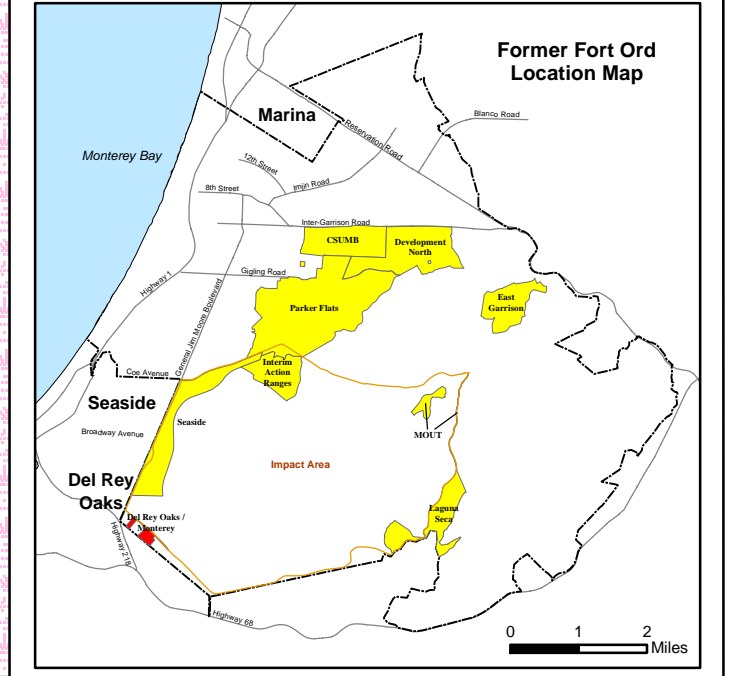 Former Fort Ord
Location Map
Marina
Blanco Road
Reservation Road
Monterey Bay
12th Street
Imjin Road
8th Street
Inter-Garrison Road
CSUMB
Development
North
Gigling Road
Highway 1
General Jim Moore Boulevard
East
Garrison
Parker Flats
Interim
Action
Ranges
Coe Avenue
Seaside
Seaside
Broadway Avenue
MOUT
Impact Area
Del Rey
Oaks
Del Rey Oaks /
Monterey
Laguna
Seca
Highway 218
Highway 68
0 1 2
Miles